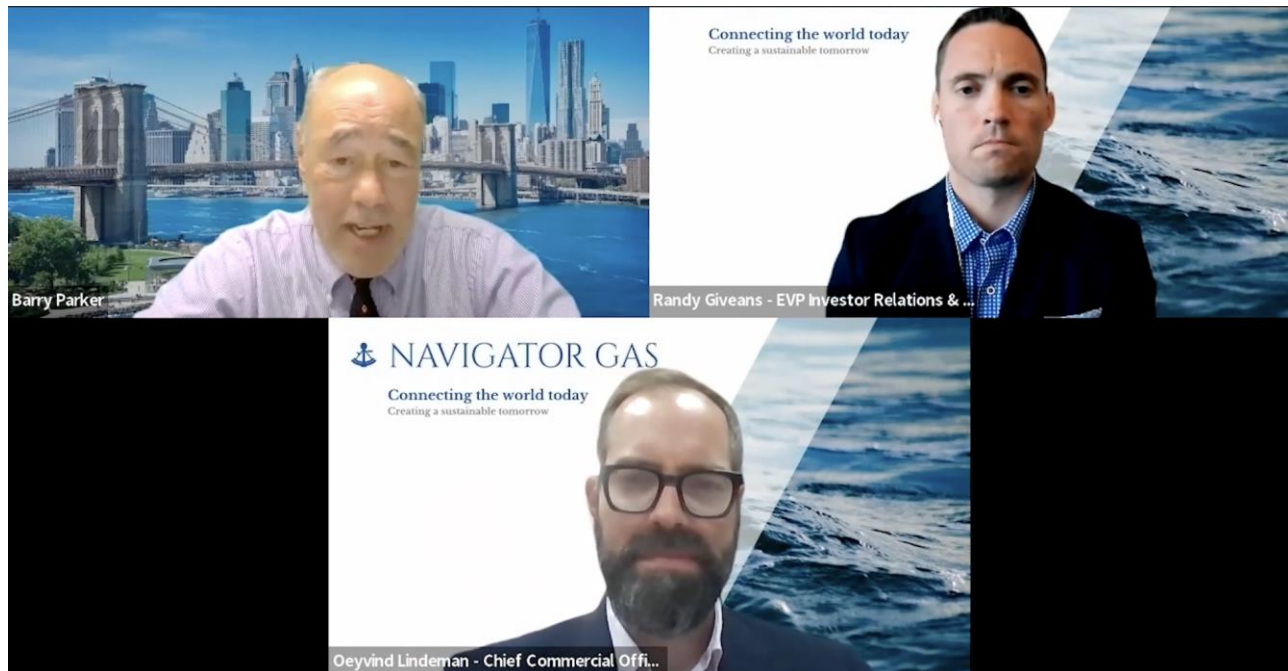 Connecting the world today
Creating a sustainable tomorrow
Barry Parker
Randy Giveans - EVP Investor Relations & ...
NAVIGATOR GAS
Connecting the world today
Creating a sustainable tomorrow
Oeyvind Lindeman - Chief Commercial Offi...